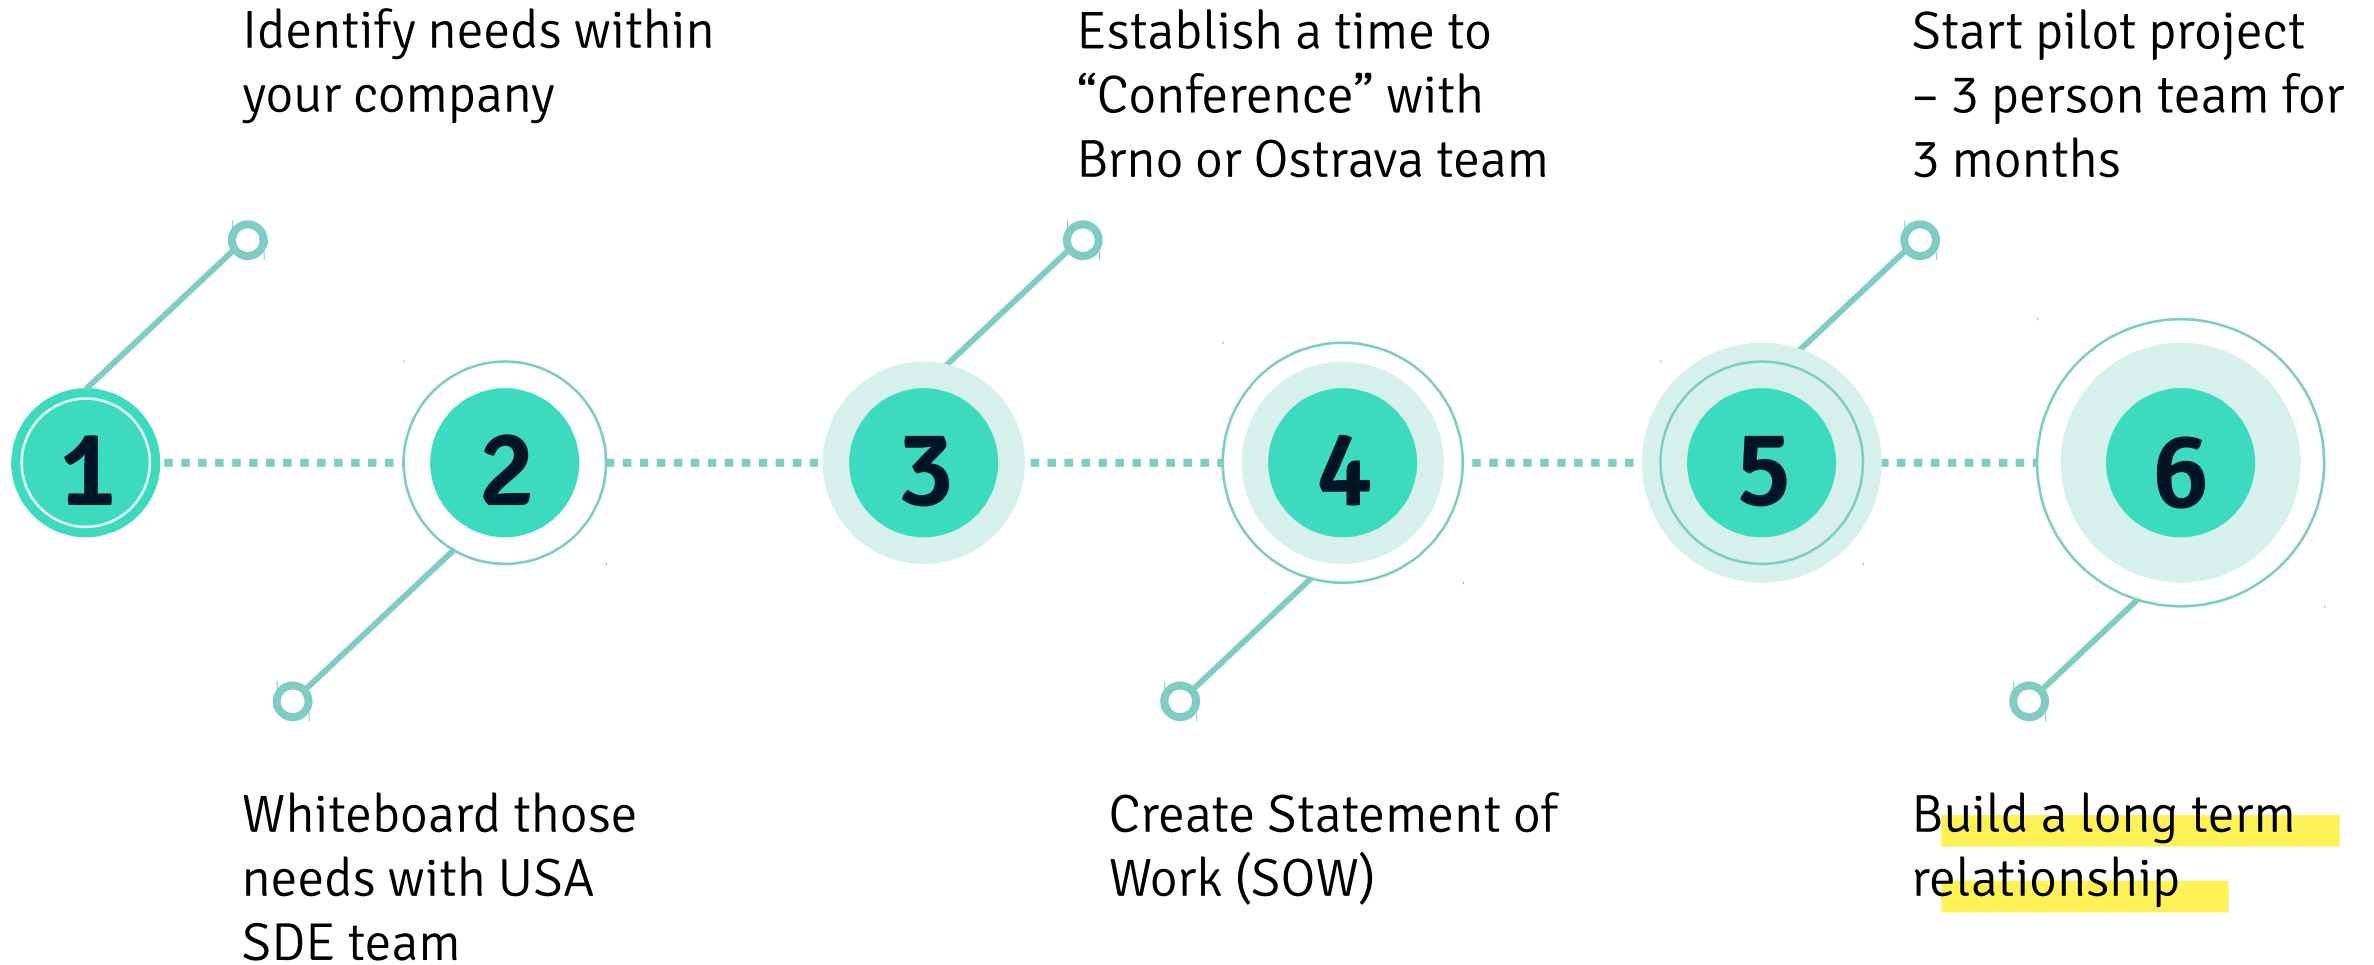 Identify needs within
your company
Establish a time to
“Conference” with
Brno or Ostrava team
Start pilot project
– 3 person team for
3 months
1
2
3
4
5
6
Whiteboard those
needs with USA
SDE team
Create Statement of
Work (SOW)
Build a long term
relationship